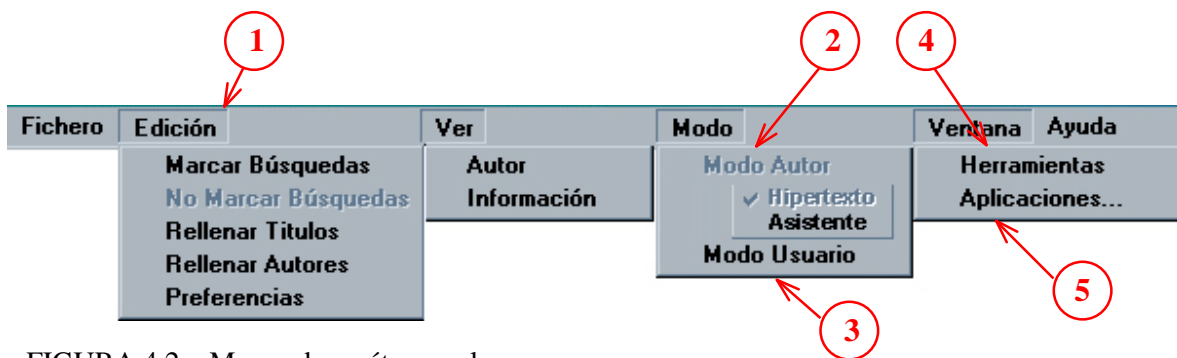 1 2 4
Fichero Edición Ver Modo Ventana Ayuda
Marcar Búsquedas Autor Modo Autor Herramientas
No Marcar Búsquedas Información Hipertexto Aplicaciones...
Rellenar Titulos Asistente
Rellenar Autores Modo Usuario
Preferencias 5
3